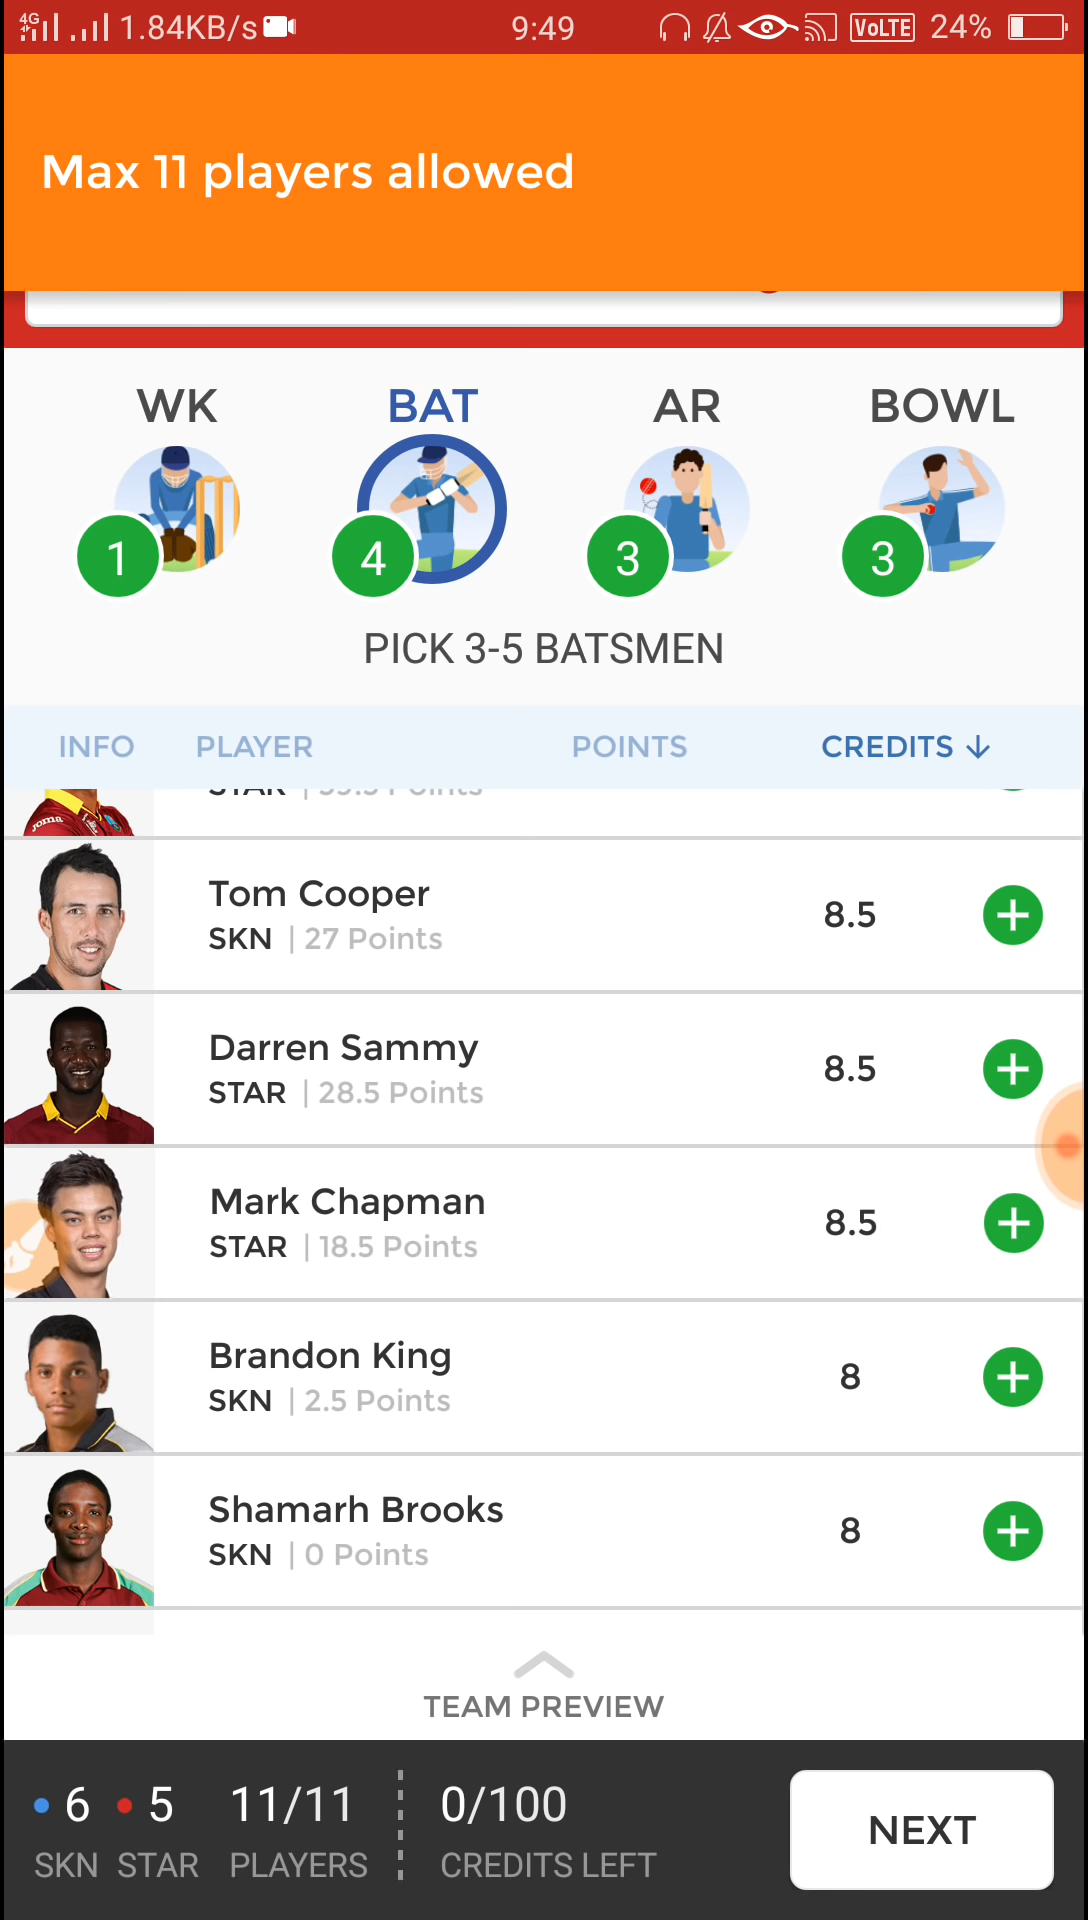 4G 1.84KB/s 9:49 VoLTE 24%
Max 11 players allowed
WK BAT AR BOWL
1 4 3 3
PICK 3-5 BATSMEN
INFO PLAYER POINTS CREDITS ↓
Joma
Tom Cooper
SKN | 27 Points
8.5
Darren Sammy
STAR | 28.5 Points
8.5
Mark Chapman
STAR | 18.5 Points
8.5
Brandon King
SKN | 2.5 Points
8
Shamarh Brooks
SKN | 0 Points
8
TEAM PREVIEW
6 5 11/11 0/100
SKN STAR PLAYERS CREDITS LEFT
NEXT